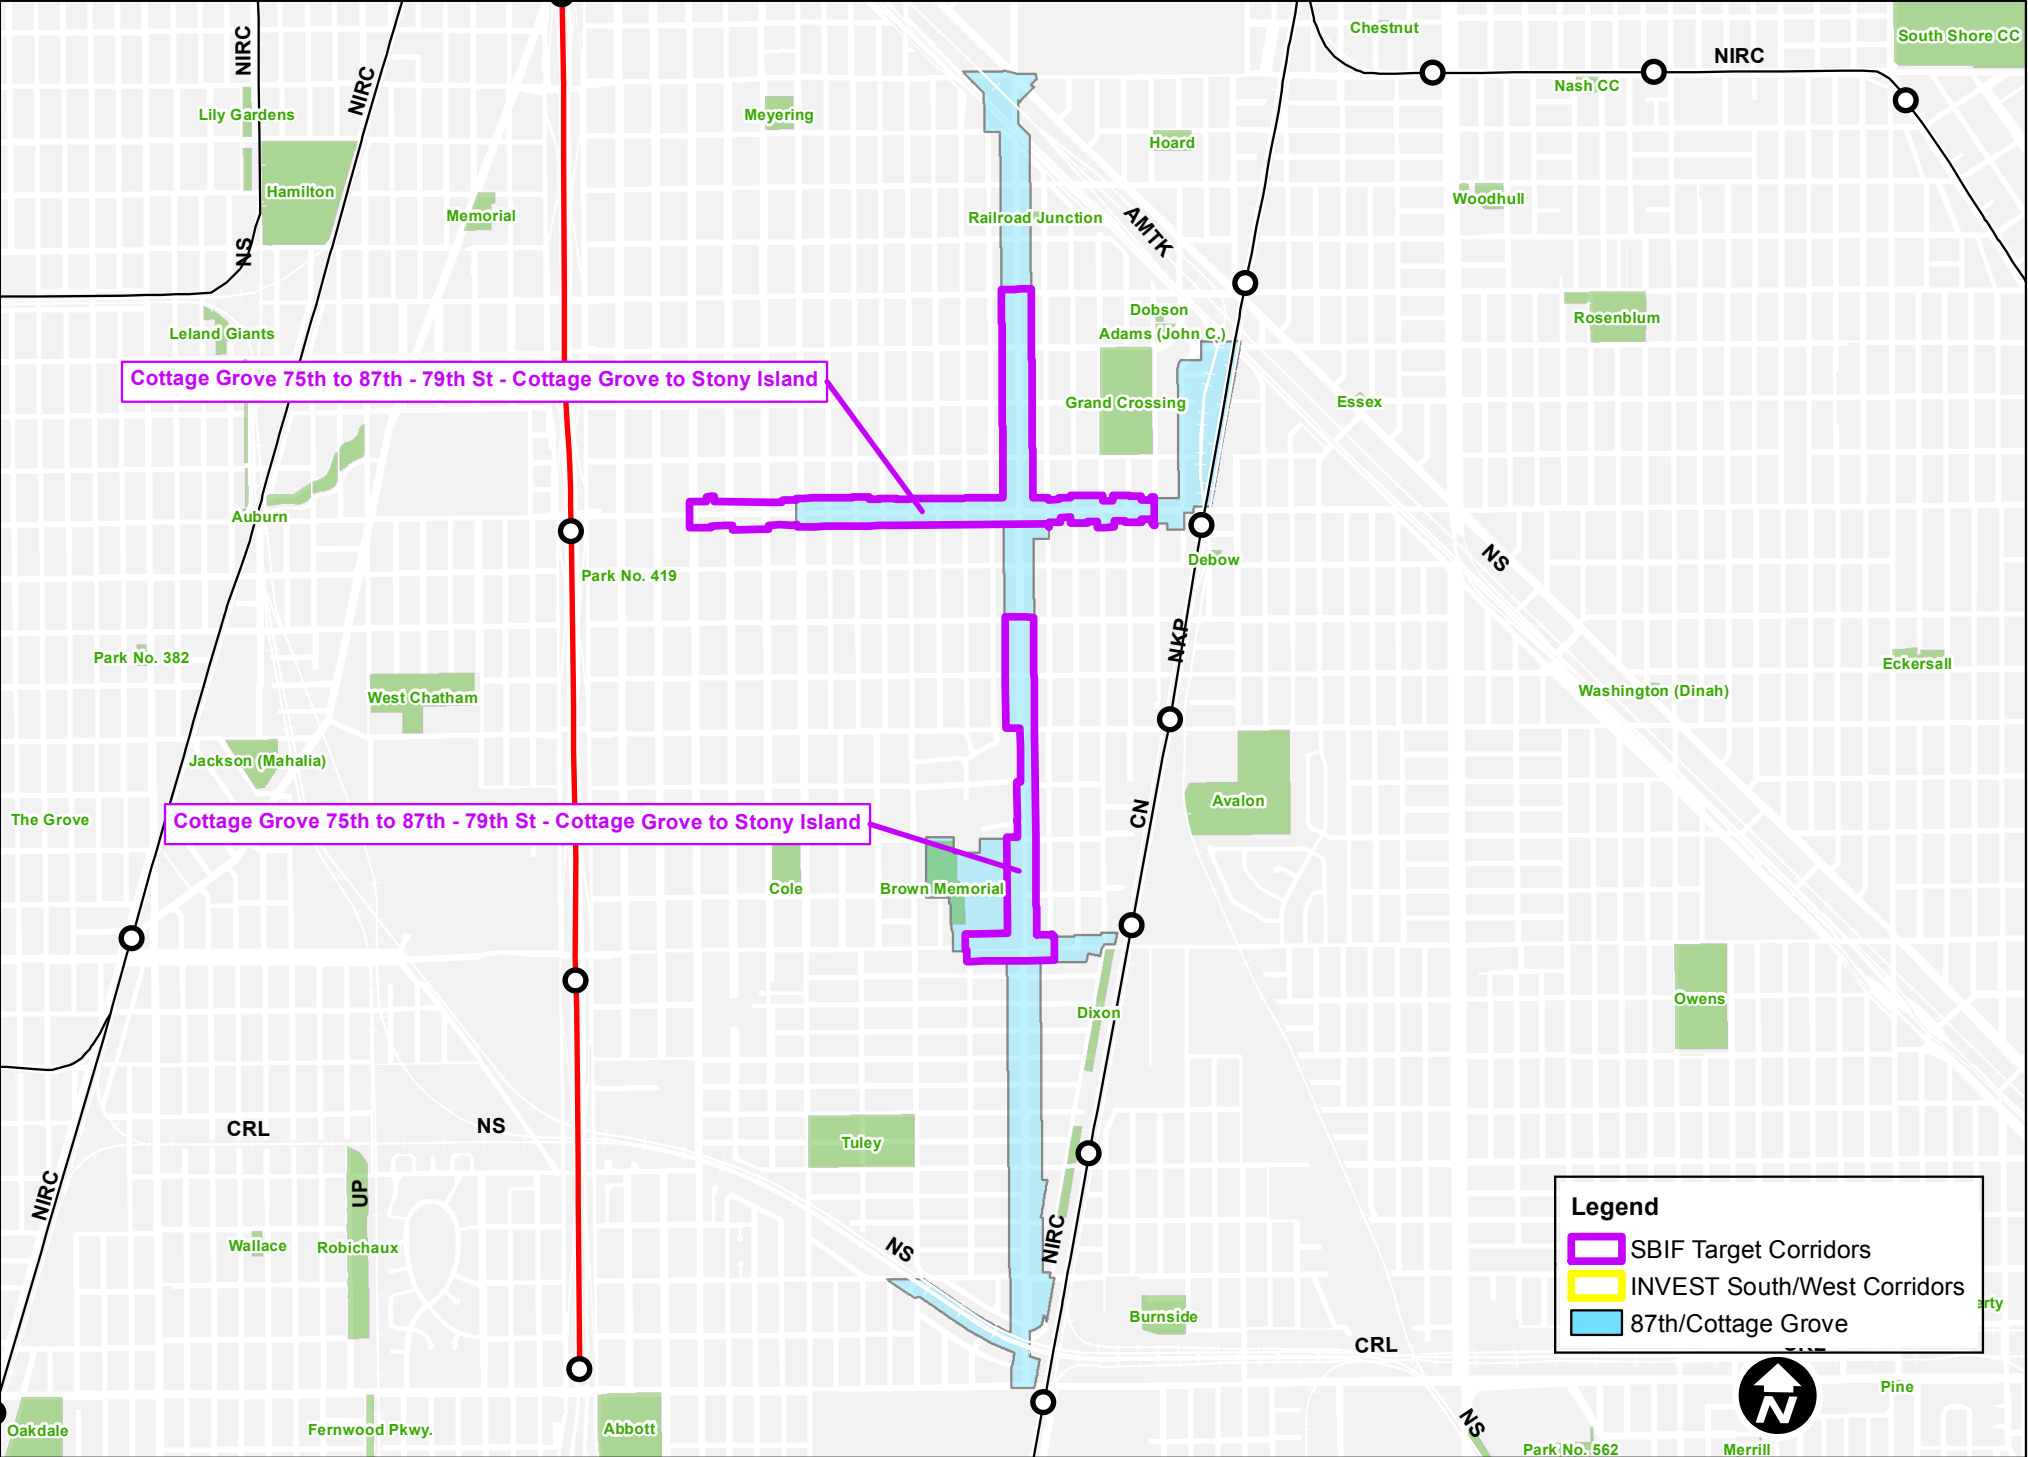 Chestnut
South Shore CC
NIRC
NIRC
NIRC
Nash CC
Lily Gardens
Meyering
Hoard
Hamilton
Woodhull
Memorial
Railroad Junction
AMTK
NS
Dobson
Rosenblum
Leland Giants
Adams (John C.)
Cottage Grove 75th to 87th - 79th St - Cottage Grove to Stony Island
Grand Crossing
Essex
Auburn
NS
Debow
Park No. 419
NKP
Park No. 382
Eckersall
West Chatham
Washington (Dinah)
Jackson (Mahalia)
Avalon
CN
The Grove
Cottage Grove 75th to 87th - 79th St - Cottage Grove to Stony Island
Cole
Brown Memorial
Owens
Dixon
CRL
NS
Tuley
NIRC
UP
NIRC
Wallace
Robichaux
NS
Burnside
CRL
Legend
SBIF Target Corridors
INVEST South/West Corridors
87th/Cottage Grove
erty
N
Pine
Oakdale
Fernwood Pkwy.
Abbott
NS
Park No. 562
Merrill